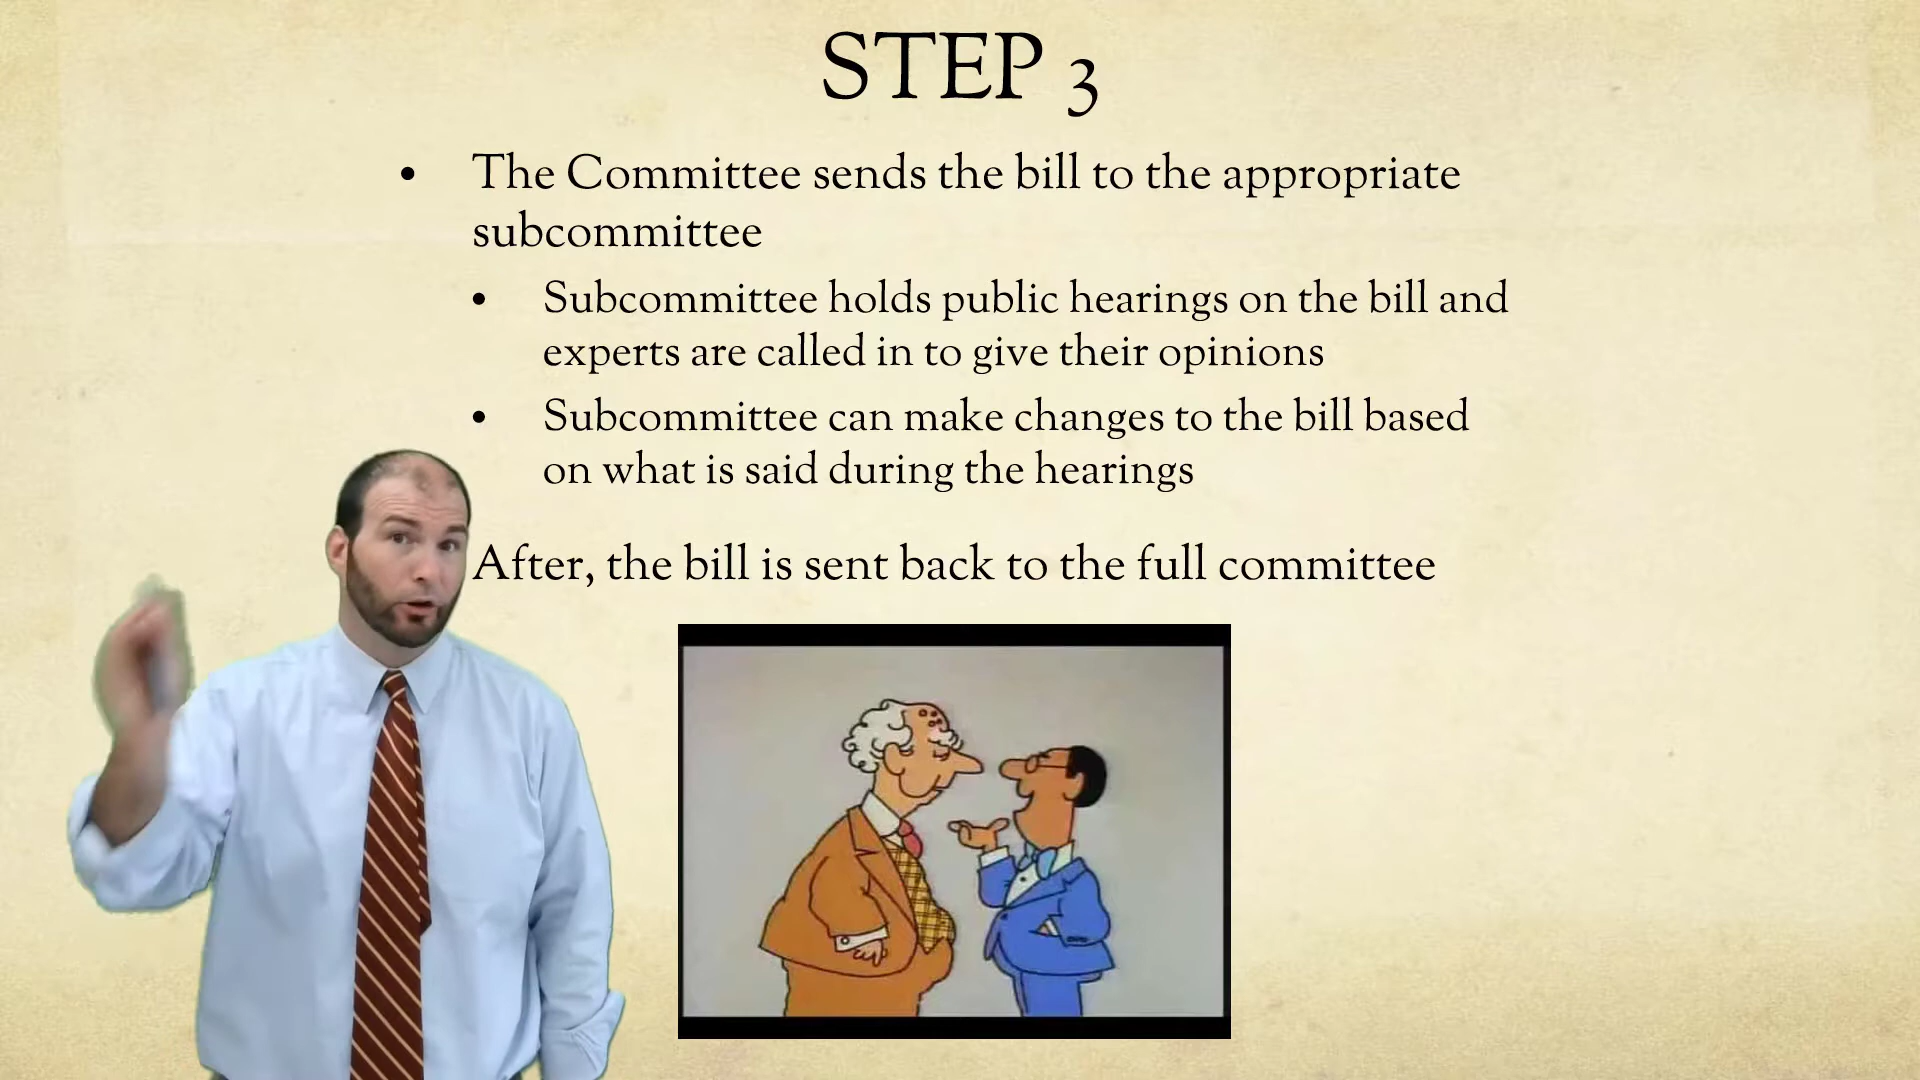 STEP 3
• The Committee sends the bill to the appropriate
subcommittee
• Subcommittee holds public hearings on the bill and
experts are called in to give their opinions
• Subcommittee can make changes to the bill based
on what is said during the hearings
After, the bill is sent back to the full committee